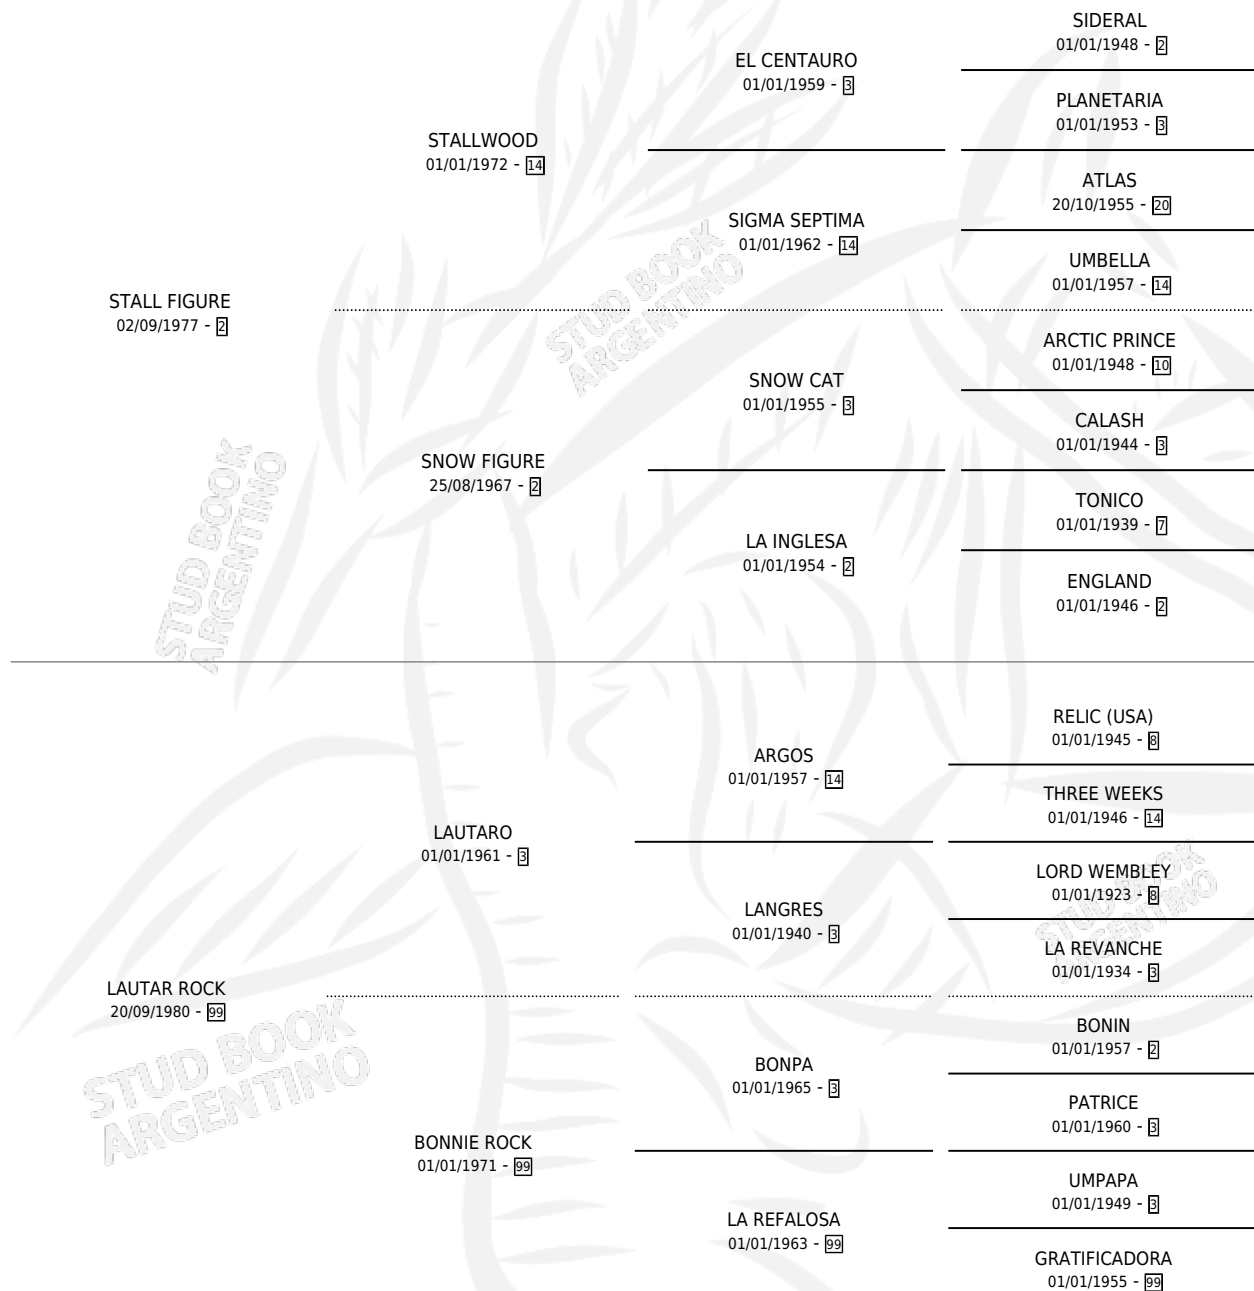 SIDERAL
01/01/1948 - 2
EL CENTAURO
01/01/1959 - 3
PLANETARIA
01/01/1953 - 3
STALLWOOD
01/01/1972 - 14
ATLAS
20/10/1955 - 20
SIGMA SEPTIMA
01/01/1962 - 14
UMBELLA
01/01/1957 - 14
STALL FIGURE
02/09/1977 - 2
STUD BOOK
ARGENTINO
ARCTIC PRINCE
01/01/1948 - 10
SNOW CAT
01/01/1955 - 3
CALASH
01/01/1944 - 3
SNOW FIGURE
25/08/1967 - 2
STUD BOOK
ARGENTINO
TONICO
01/01/1939 - 7
LA INGLESA
01/01/1954 - 2
ENGLAND
01/01/1946 - 2
RELIC (USA)
01/01/1945 - 8
ARGOS
01/01/1957 - 14
THREE WEEKS
01/01/1946 - 14
LAUTARO
01/01/1961 - 3
LORD WEMBLEY
01/01/1923 - 8
STUD BOOK
ARGENTINO
LANGRES
01/01/1940 - 3
LA REVANCHE
01/01/1934 - 3
LAUTAR ROCK
20/09/1980 - 99
STUD BOOK
ARGENTINO
BONIN
01/01/1957 - 2
BONPA
01/01/1965 - 3
PATRICE
01/01/1960 - 3
BONNIE ROCK
01/01/1971 - 99
UMPAPA
01/01/1949 - 3
LA REFALOSA
01/01/1963 - 99
GRATIFICADORA
01/01/1955 - 99